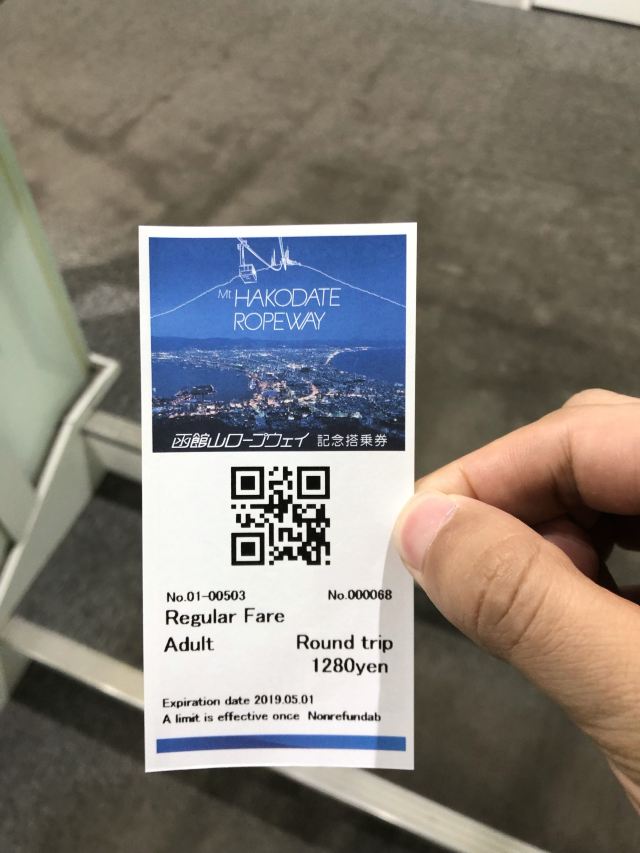 Mt. HAKODATE
ROPEWAY
函館山ロープウェイ 記念搭乗券
No.01-00503 No.000068
Regular Fare
Adult Round trip
1280yen
Expiration date 2019.05.01
A limit is effective once Nonrefundab